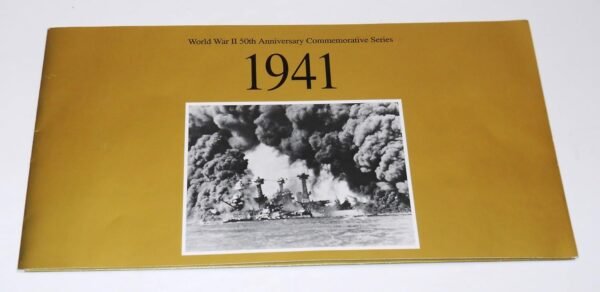 World War II 50th Anniversary Commemorative Series
1941